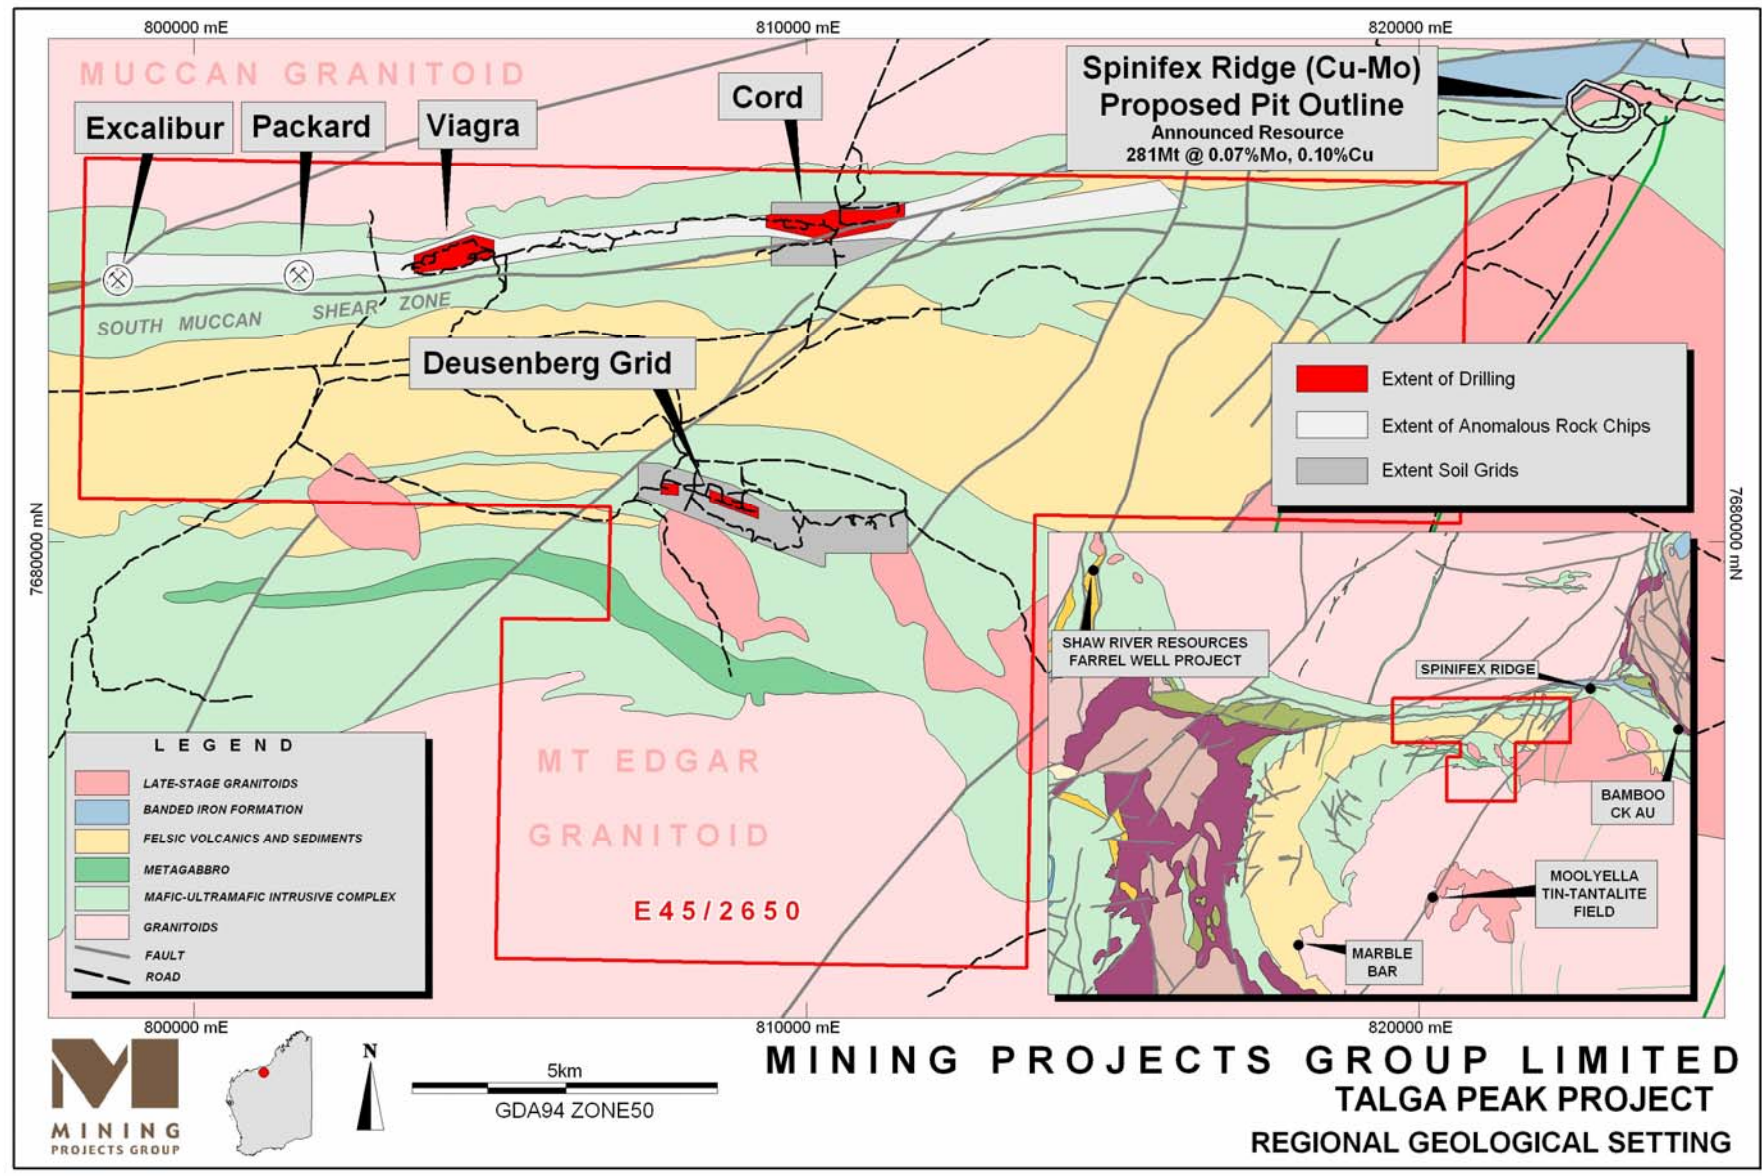 800000 mE
810000 mE
820000 mE
MUCCAN GRANITOID
Excalibur
Packard
Viagra
Cord
Spinifex Ridge (Cu-Mo)
Proposed Pit Outline
Announced Resource
281Mt @ 0.07%Mo, 0.10%Cu
SOUTH MUCCAN SHEAR ZONE
Deusenberg Grid
Extent of Drilling
Extent of Anomalous Rock Chips
Extent Soil Grids
7680000 mN
7680000 mN
SHAW RIVER RESOURCES
FARREL WELL PROJECT
SPINIFEX RIDGE
BAMBOO
CK AU
MOOLYELLA
TIN-TANTALITE
FIELD
MARBLE
BAR
MT EDGAR
GRANITOID
E45/2650
LEGEND
LATE-STAGE GRANITOIDS
BANDED IRON FORMATION
FELSIC VOLCANICS AND SEDIMENTS
METAGABBRO
MAFIC-ULTRAMAFIC INTRUSIVE COMPLEX
GRANITOIDS
FAULT
ROAD
800000 mE
810000 mE
820000 mE
M
MINING
PROJECTS GROUP
N
5km
GDA94 ZONE50
MINING PROJECTS GROUP LIMITED
TALGA PEAK PROJECT
REGIONAL GEOLOGICAL SETTING